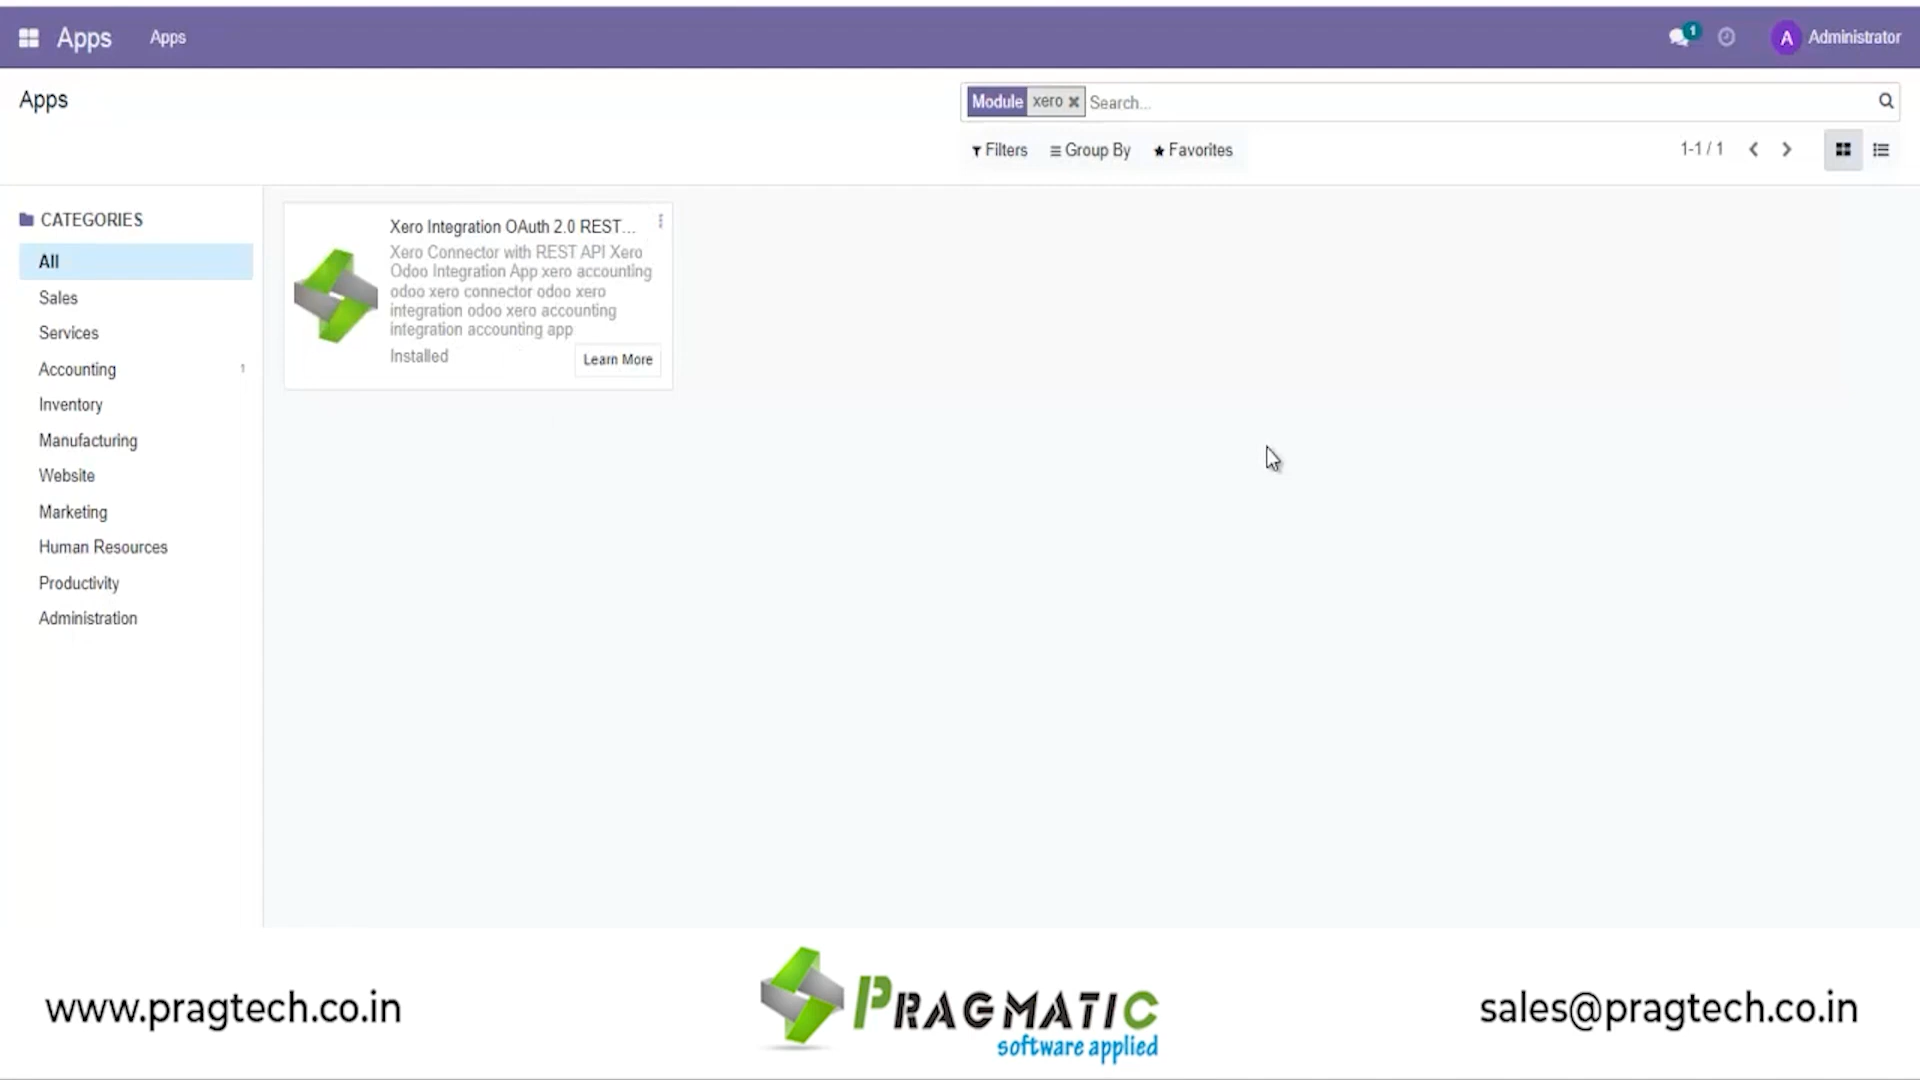 Apps
Apps
1
A
Administrator
Apps
Module xero Search...
Filters
Group By
Favorites
1-1 / 1
CATEGORIES
All
Sales
Services
Accounting 1
Inventory
Manufacturing
Website
Marketing
Human Resources
Productivity
Administration
Xero Integration OAuth 2.0 REST...
Xero Connector with REST API Xero
Odoo Integration App xero accounting
odoo xero connector odoo xero
integration odoo xero accounting
integration accounting app
Installed
Learn More
www.pragtech.co.in
PRAGMATIC
software applied
sales@pragtech.co.in